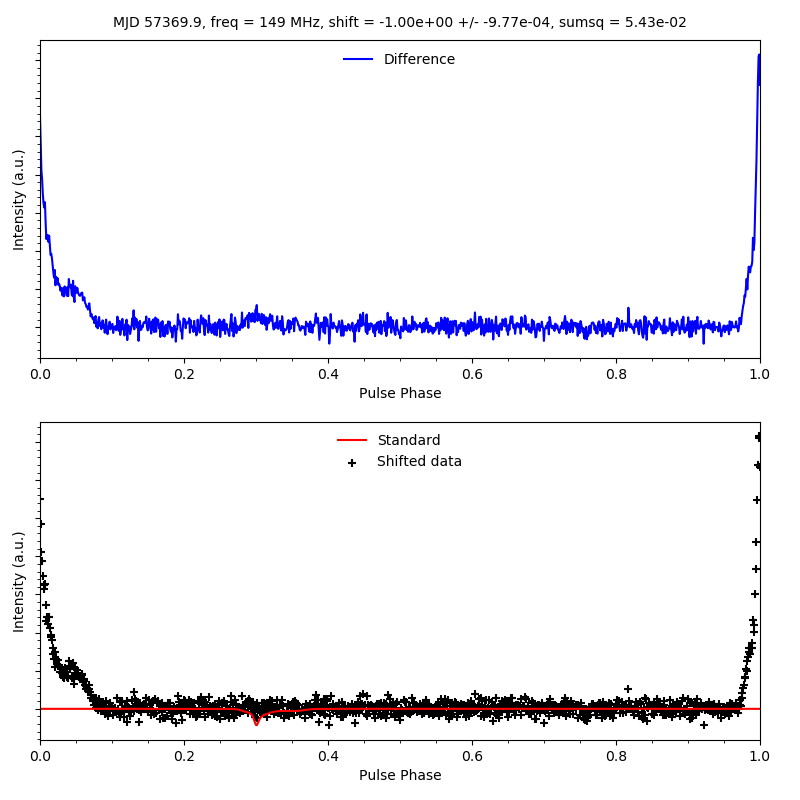 MJD 57369.9, freq = 149 MHz, shift = -1.00e+00 +/- -9.77e-04, sumsq = 5.43e-02
Difference
Intensity (a.u.)
0.0 0.2 0.4 0.6 0.8 1.0
Pulse Phase
Standard
Shifted data
Intensity (a.u.)
0.0 0.2 0.4 0.6 0.8 1.0
Pulse Phase